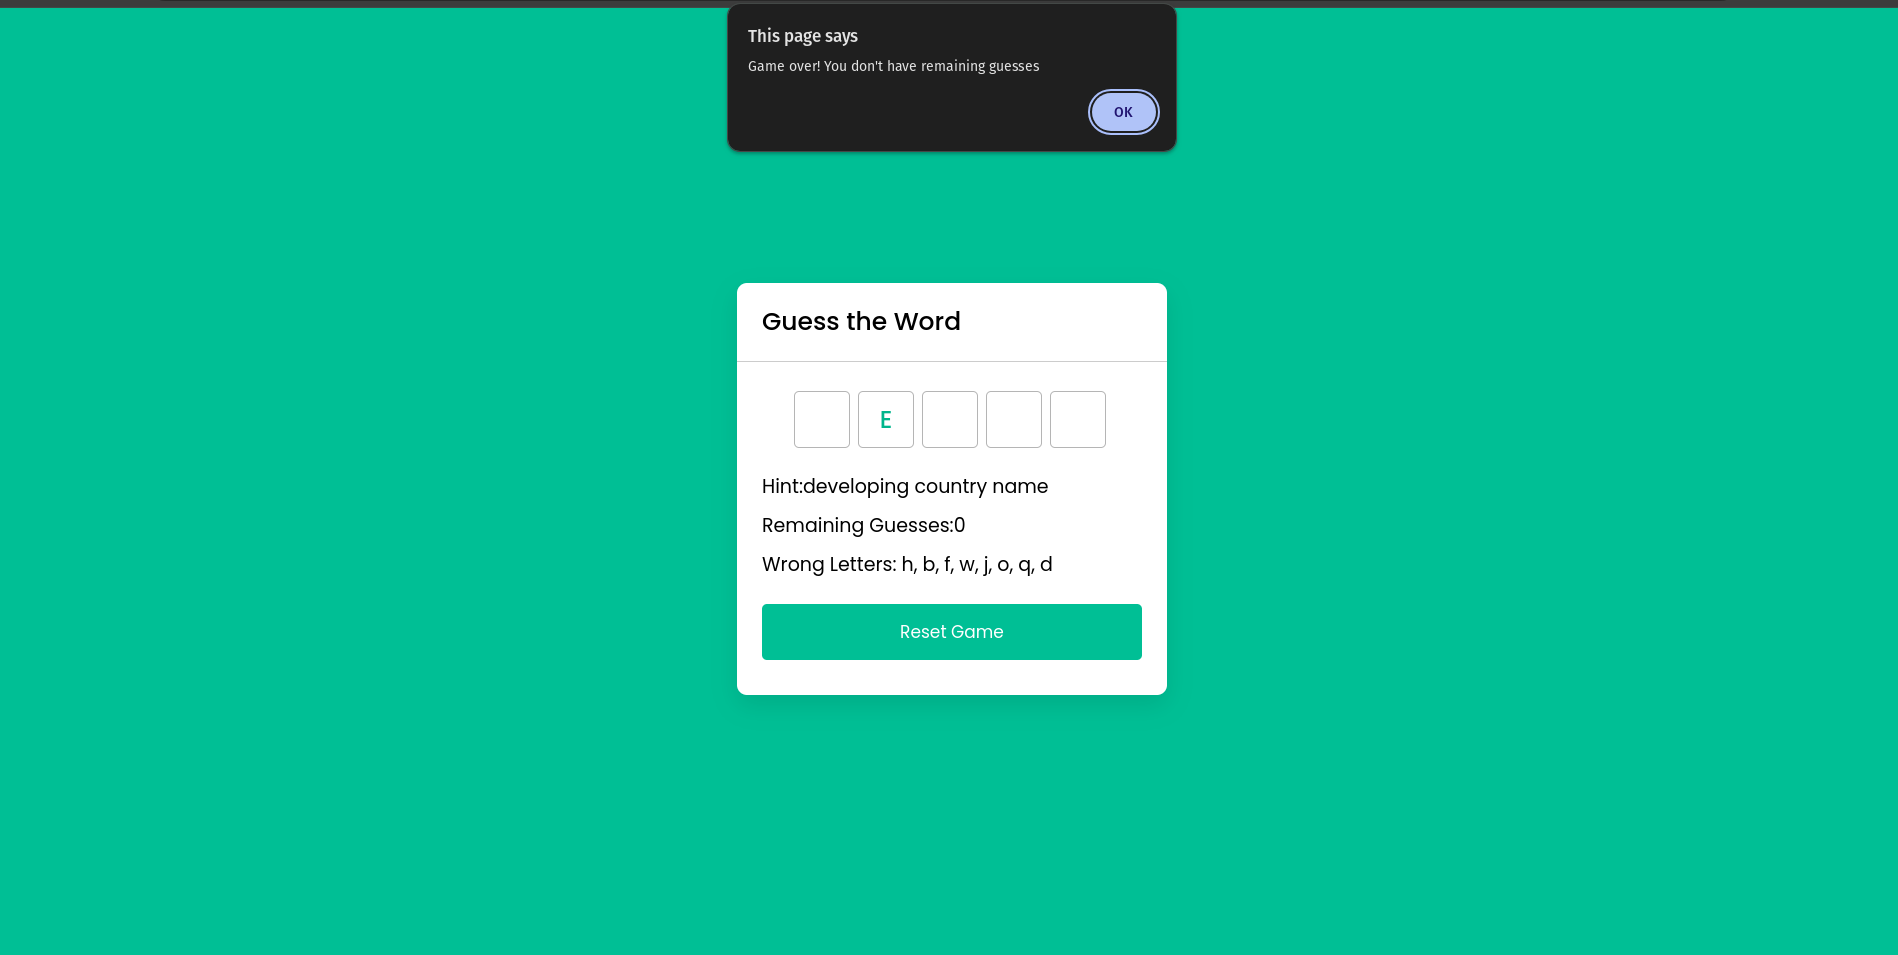 This page says
Game over! You don't have remaining guesses
OK
Guess the Word
E
Hint:developing country name
Remaining Guesses:0
Wrong Letters: h, b, f, w, j, o, q, d
Reset Game